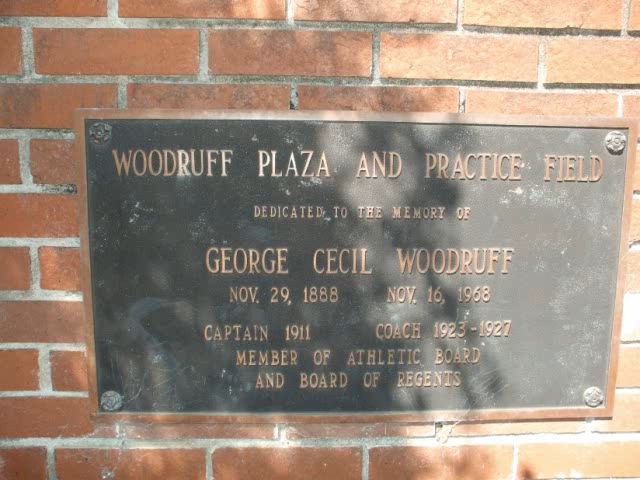 WOODRUFF PLAZA AND PRACTICE FIELD
DEDICATED TO THE MEMORY OF
GEORGE CECIL WOODRUFF
NOV. 29, 1888 NOV. 16, 1968
CAPTAIN 1911 COACH 1923-1927
MEMBER OF ATHLETIC BOARD
AND BOARD OF REGENTS